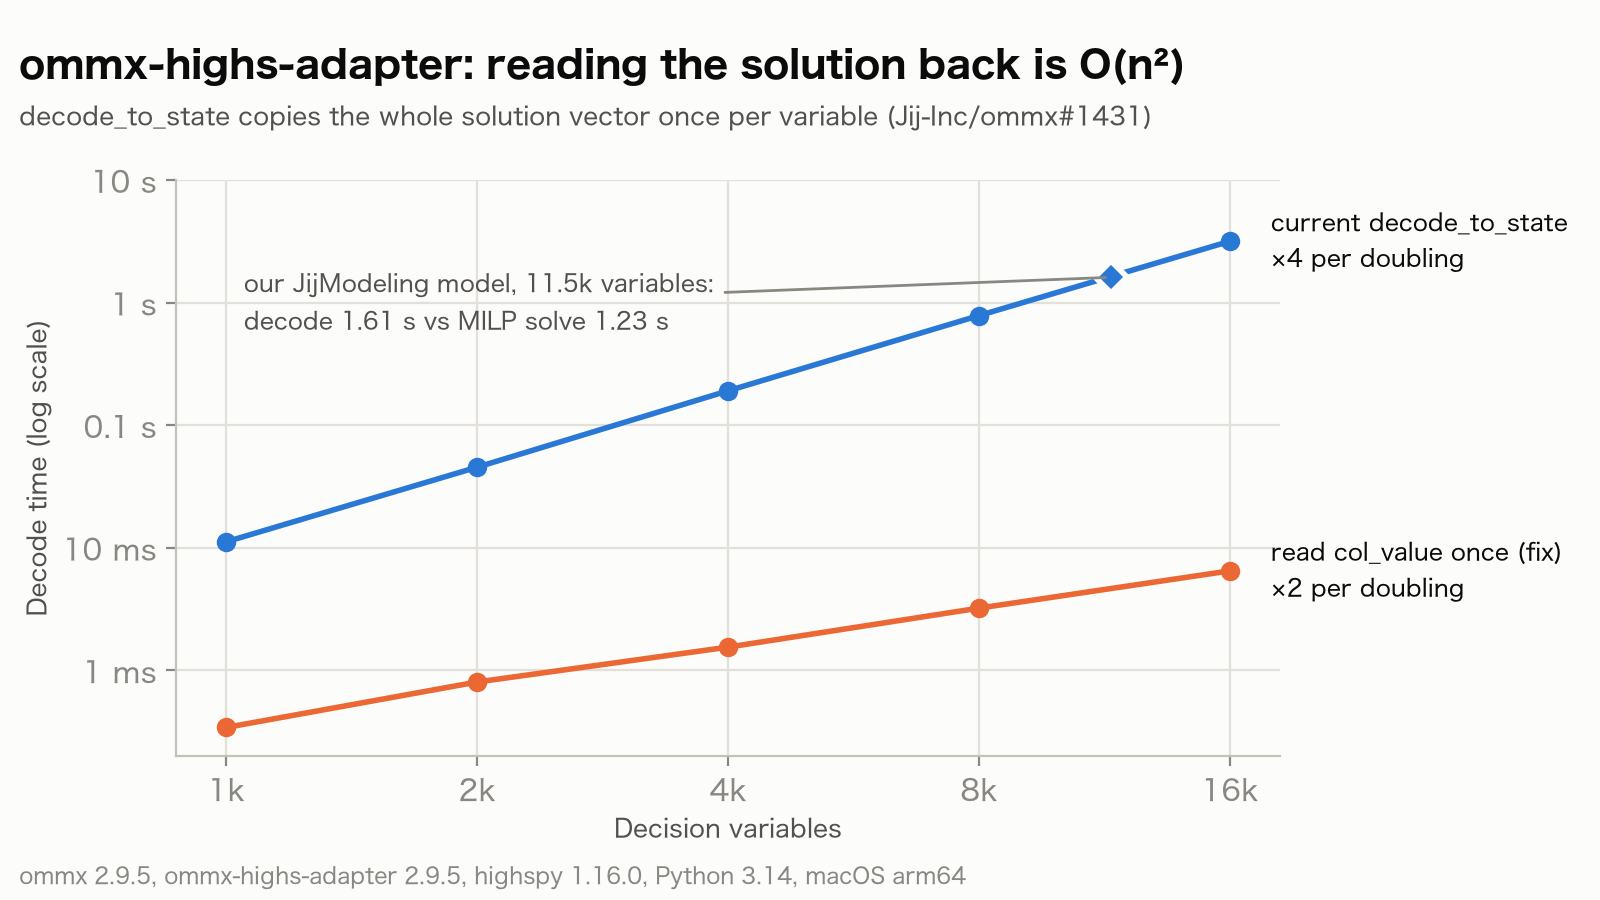 ommx-highs-adapter: reading the solution back is O(n²)
decode_to_state copies the whole solution vector once per variable (Jij-Inc/ommx#1431)
10 s
1 s
0.1 s
10 ms
1 ms
Decode time (log scale)
our JijModeling model, 11.5k variables:
decode 1.61 s vs MILP solve 1.23 s
current decode_to_state
×4 per doubling
read col_value once (fix)
×2 per doubling
1k
2k
4k
8k
16k
Decision variables
ommx 2.9.5, ommx-highs-adapter 2.9.5, highspy 1.16.0, Python 3.14, macOS arm64